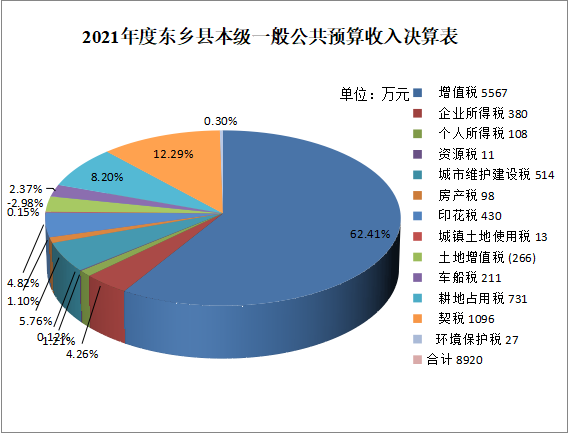 2021年度东乡县本级一般公共预算收入决算表
单位：万元
增值税 5567
企业所得税 380
个人所得税 108
资源税 11
城市维护建设税 514
房产税 98
印花税 430
城镇土地使用税 13
土地增值税 (266)
车船税 211
耕地占用税 731
契税 1096
环境保护税 27
合计 8920
0.30%
12.29%
8.20%
2.37%
-2.98%
0.15%
62.41%
4.82%
1.10%
5.76%
0.12%
1.21%
4.26%